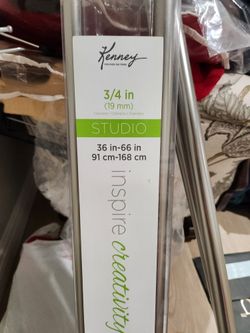 Kenney
3/4 in
(19 mm)
STUDIO
36 in-66 in
91 cm-168 cm
inspire creativity